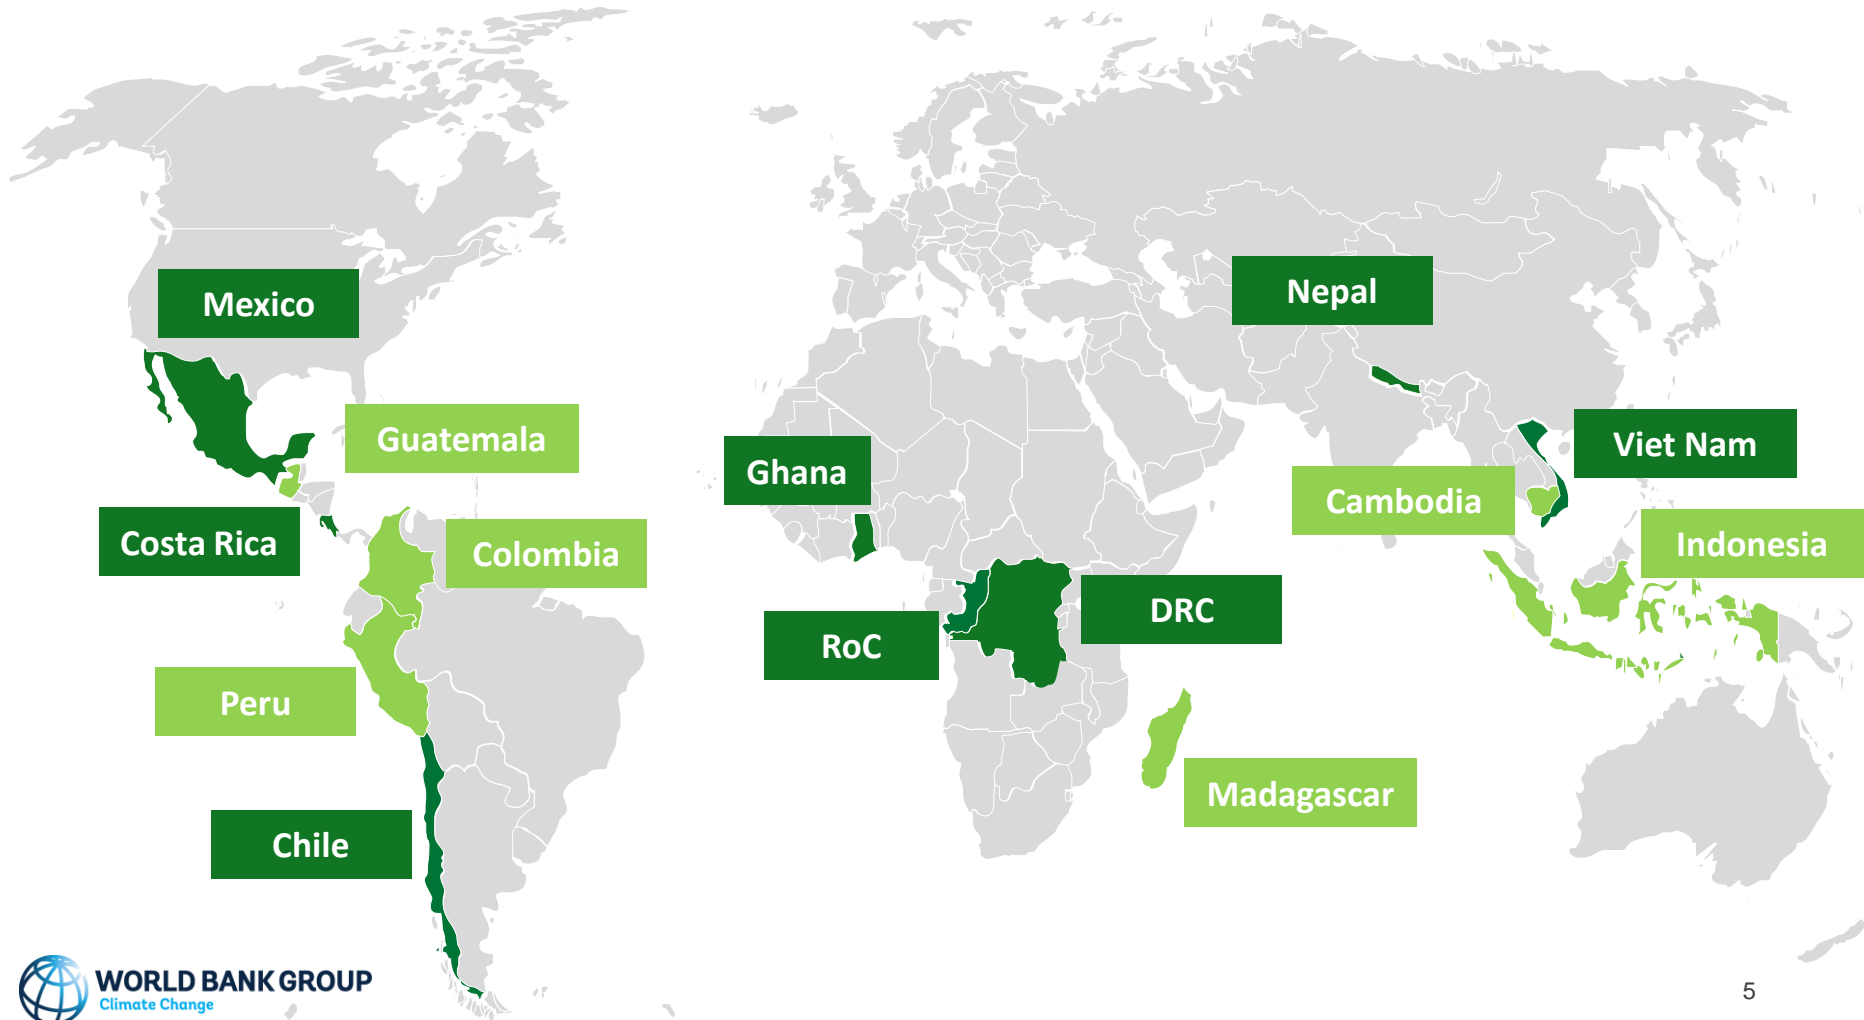 Mexico
Nepal
Guatemala
Viet Nam
Ghana
Cambodia
Costa Rica
Colombia
Indonesia
DRC
RoC
Peru
Madagascar
Chile
WORLD BANK GROUP
Climate Change
5